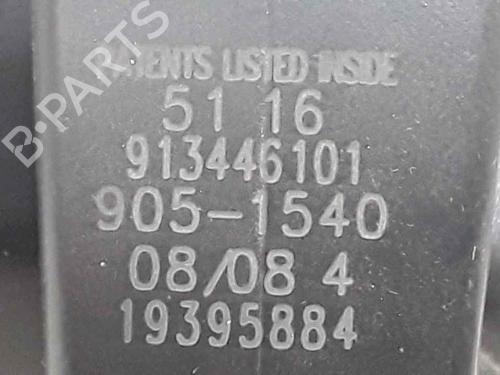 PATENTS LISTED INSIDE
51 16
913446101
905-1540
08/08 4
19395884
B-PARTS